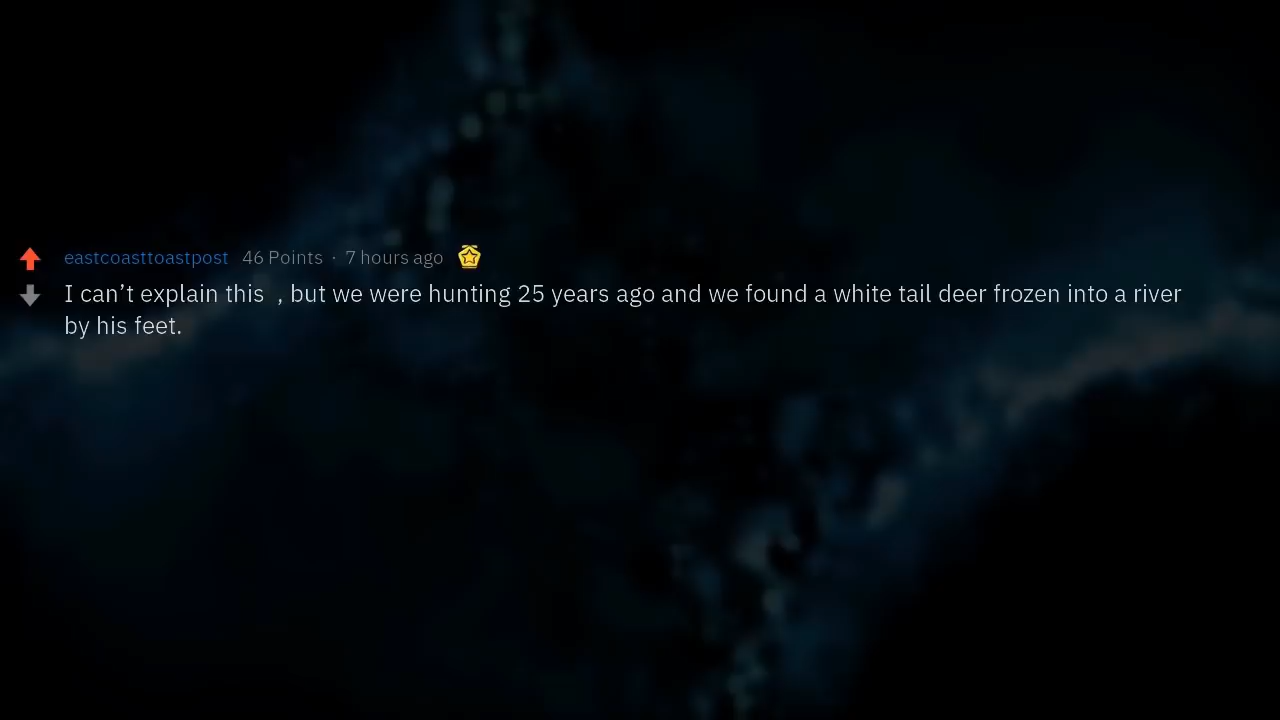 eastcoasttoastpost 46 Points · 7 hours ago
I can’t explain this , but we were hunting 25 years ago and we found a white tail deer frozen into a river
by his feet.